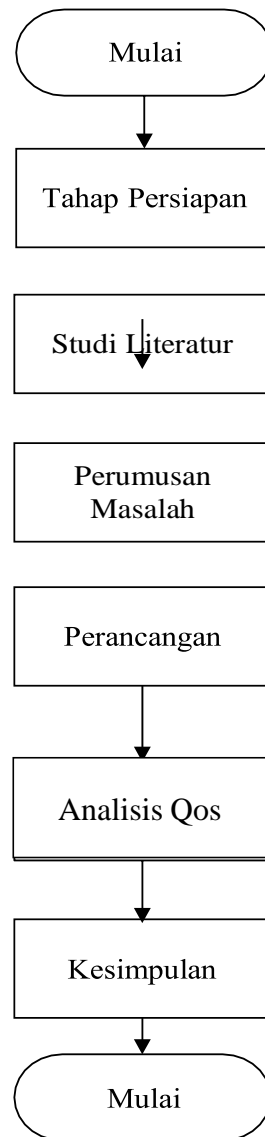 Mulai
Tahap Persiapan
Studi Literatur
Perumusan
Masalah
Perancangan
Analisis Qos
Kesimpulan
Mulai